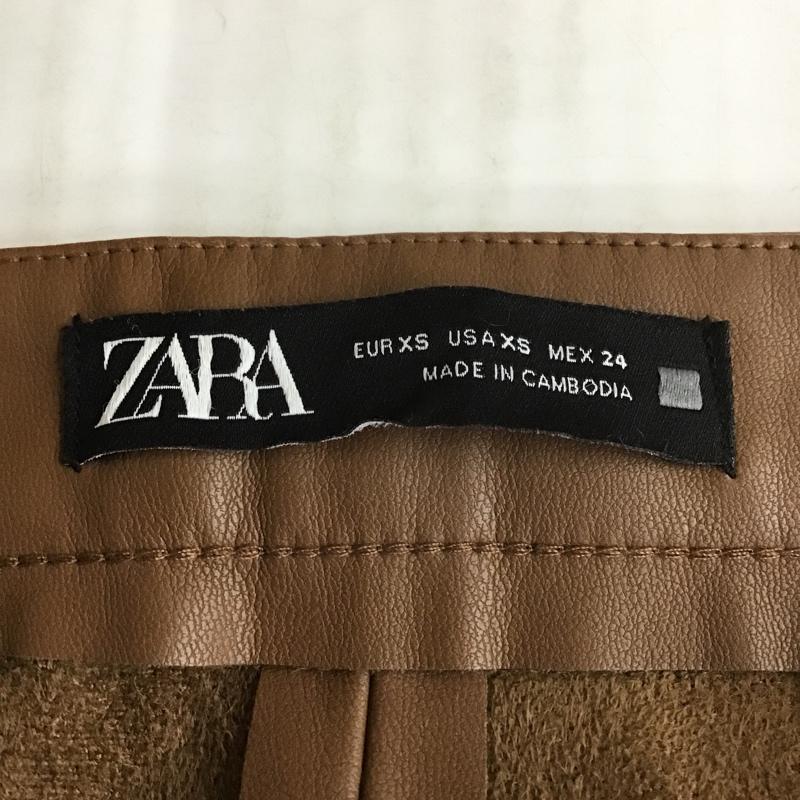 ZARA
EUR XS USA XS MEX 24
MADE IN CAMBODIA